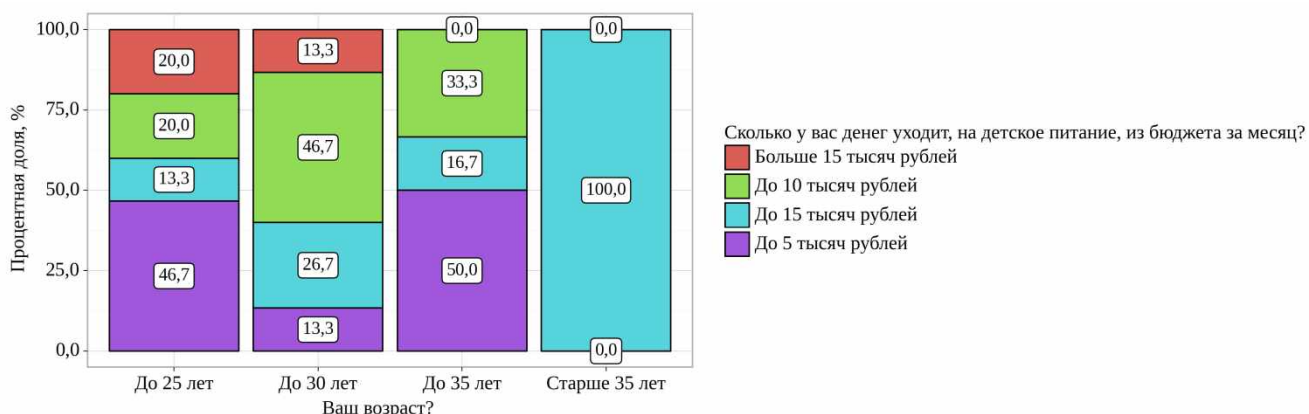 100,0
75,0
50,0
25,0
0,0
Процентная доля, %
20,0
20,0
13,3
46,7
13,3
46,7
26,7
13,3
0,0
33,3
16,7
50,0
0,0
100,0
0,0
До 25 лет
До 30 лет
До 35 лет
Старше 35 лет
Ваш возраст?
Сколько у вас денег уходит, на детское питание, из бюджета за месяц?
Больше 15 тысяч рублей
До 10 тысяч рублей
До 15 тысяч рублей
До 5 тысяч рублей